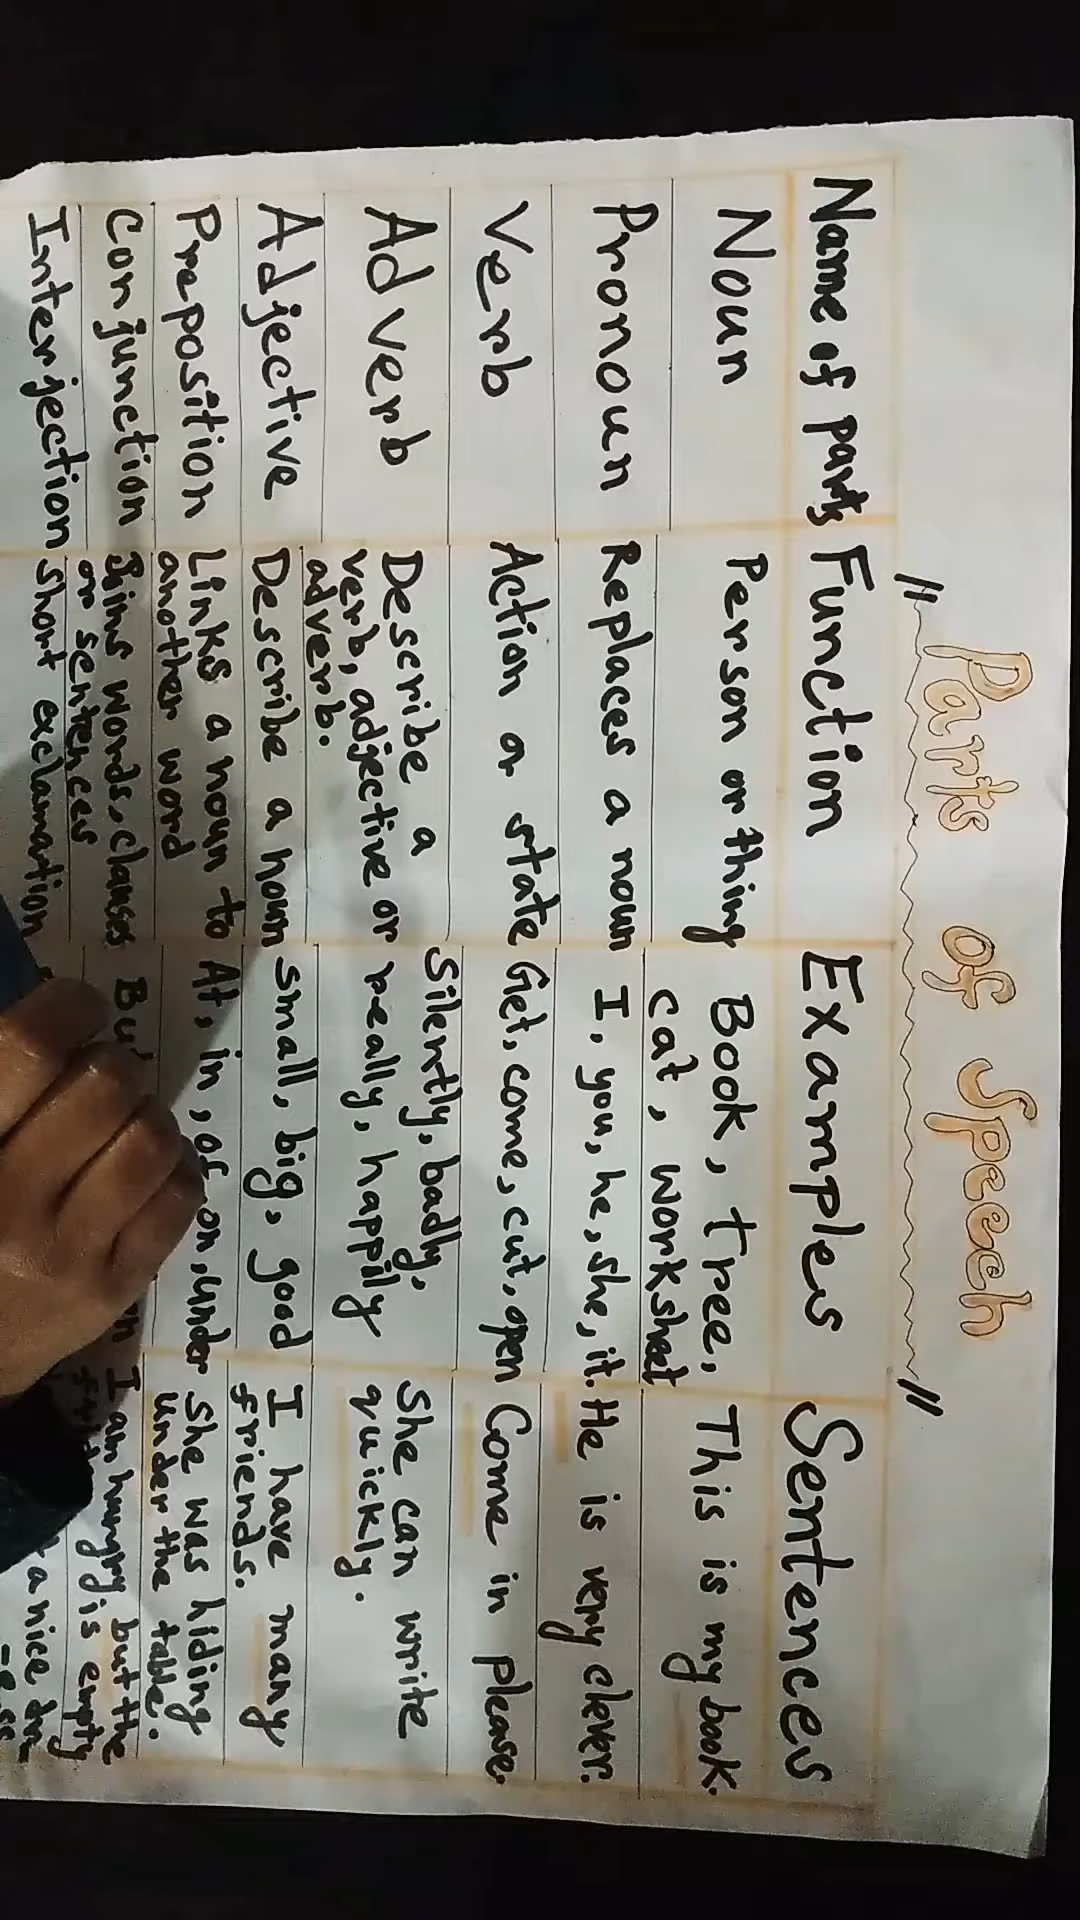 "Parts of Speech"
Name of parts Function Examples Sentences
Noun Person or thing Book, tree, This is my book.
cat, worksheet
Pronoun Replaces a noun I, you, he, she, it. He is very clever.
Verb Action or state Get, come, cut, open Come in please.
Adverb Describe a Silently, badly, She can write
verb, adjective or really, happily quickly.
adverb.
Adjective Describe a noun small, big, good I have many
friends.
Preposition Links a noun to At, in, of, on, under She was hiding
another word under the table.
Conjunction Joins words, clauses I am hungry but the
or sentences is empty
Interjection short exclamation a nice